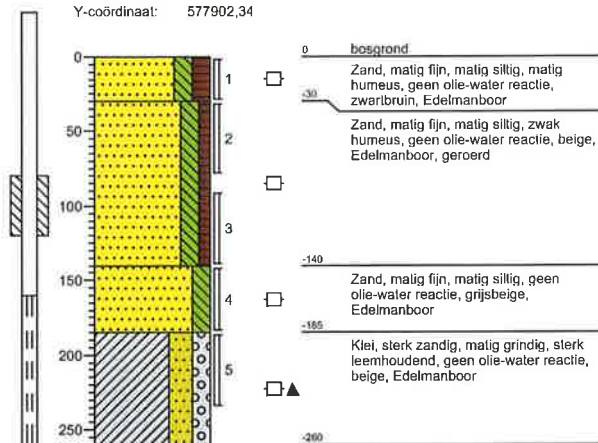 Y-coördinaat: 577902,34
0
50
100
150
200
250
1
2
3
4
5
0 bosgrond
Zand, matig fijn, matig siltig, matig
humeus, geen olie-water reactie,
zwartbruin, Edelmanboor
-30
Zand, matig fijn, matig siltig, zwak
humeus, geen olie-water reactie, beige,
Edelmanboor, geroerd
-140
Zand, matig fijn, matig siltig, geen
olie-water reactie, grijsbeige,
Edelmanboor
-185
Klei, sterk zandig, matig grindig, sterk
leemhoudend, geen olie-water reactie,
beige, Edelmanboor
-260